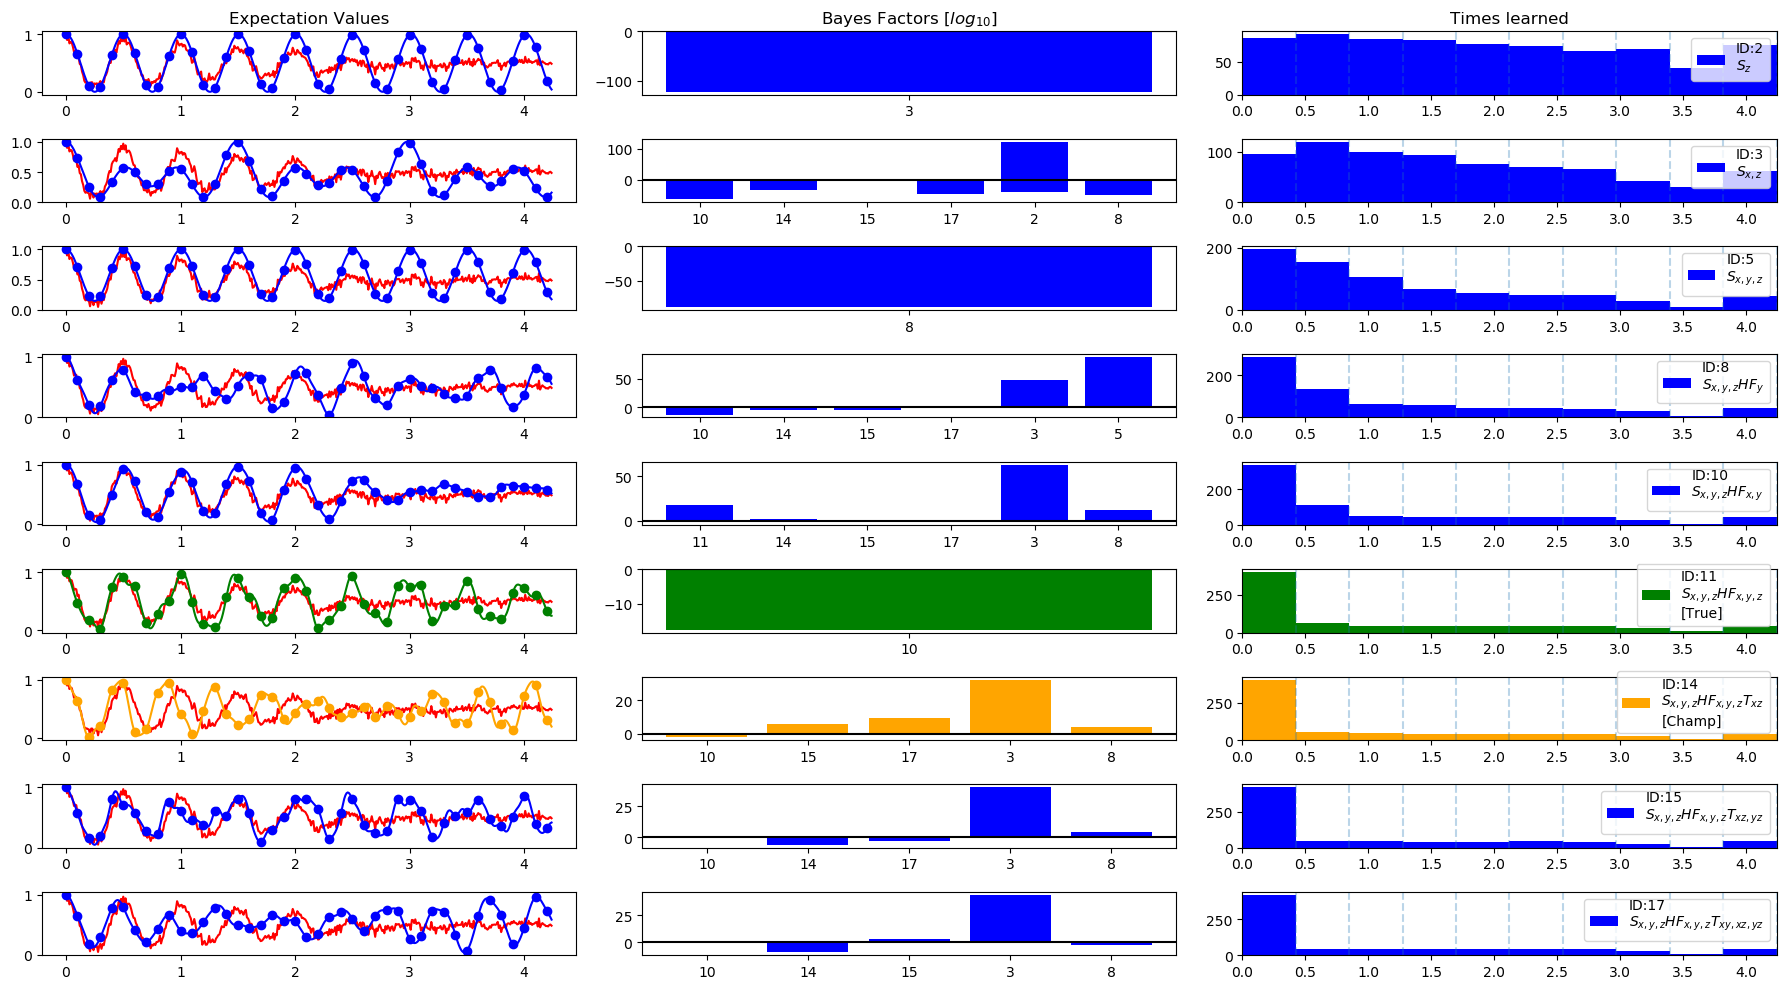 Expectation Values
Bayes Factors [log10]
Times learned
1
0
0 1 2 3 4
0
−100
3
50
0
0.0 0.5 1.0 1.5 2.0 2.5 3.0 3.5 4.0
ID:2
Sz
1.0
0.5
0.0
0 1 2 3 4
100
0
10 14 15 17 2 8
100
0
0.0 0.5 1.0 1.5 2.0 2.5 3.0 3.5 4.0
ID:3
Sx,z
1.0
0.5
0.0
0 1 2 3 4
0
−50
8
200
100
0
0.0 0.5 1.0 1.5 2.0 2.5 3.0 3.5 4.0
ID:5
Sx,y,z
1
0
0 1 2 3 4
50
0
10 14 15 17 3 5
200
0
0.0 0.5 1.0 1.5 2.0 2.5 3.0 3.5 4.0
ID:8
Sx,y,zHFy
1
0
0 1 2 3 4
50
25
0
11 14 15 17 3 8
200
0
0.0 0.5 1.0 1.5 2.0 2.5 3.0 3.5 4.0
ID:10
Sx,y,zHFx,y
1
0
0 1 2 3 4
0
−10
10
250
0
0.0 0.5 1.0 1.5 2.0 2.5 3.0 3.5 4.0
ID:11
Sx,y,zHFx,y,z
[True]
1
0
0 1 2 3 4
20
0
10 15 17 3 8
250
0
0.0 0.5 1.0 1.5 2.0 2.5 3.0 3.5 4.0
ID:14
Sx,y,zHFx,y,zTxz
[Champ]
1
0
0 1 2 3 4
25
0
10 14 17 3 8
250
0
0.0 0.5 1.0 1.5 2.0 2.5 3.0 3.5 4.0
ID:15
Sx,y,zHFx,y,zTxz,yz
1
0
0 1 2 3 4
25
0
10 14 15 3 8
250
0
0.0 0.5 1.0 1.5 2.0 2.5 3.0 3.5 4.0
ID:17
Sx,y,zHFx,y,zTxy,xz,yz